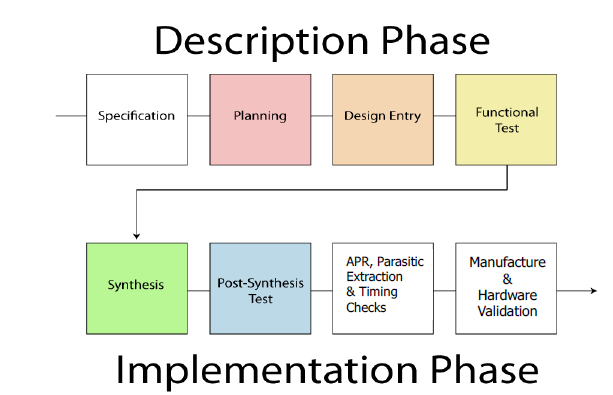 Description Phase
Specification
Planning
Design Entry
Functional
Test
Synthesis
Post-Synthesis
Test
APR, Parasitic
Extraction
& Timing
Checks
Manufacture
&
Hardware
Validation
Implementation Phase